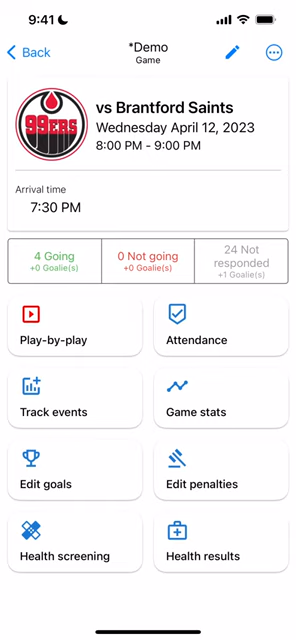 9:41
Back
*Demo
Game
99ERS
vs Brantford Saints
Wednesday April 12, 2023
8:00 PM - 9:00 PM
Arrival time
7:30 PM
4 Going
+0 Goalie(s)
0 Not going
+0 Goalie(s)
24 Not
responded
+1 Goalie(s)
Play-by-play
Attendance
Track events
Game stats
Edit goals
Edit penalties
Health screening
Health results